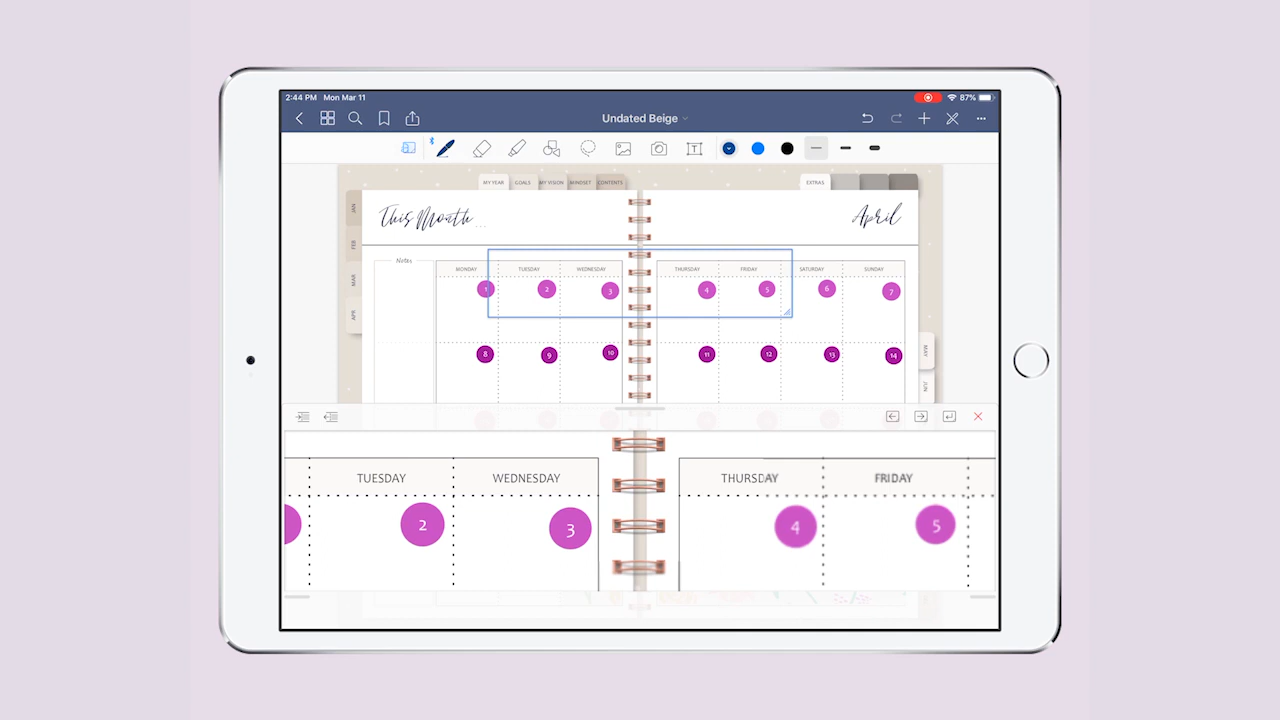 2:44 PM Mon Mar 11 87%
Undated Beige
T
MY YEAR GOALS MY VISION MINDSET CONTENTS EXTRAS
JAN
FEB
MAR
APR
This Month...
April
Notes
MONDAY TUESDAY WEDNESDAY THURSDAY FRIDAY SATURDAY SUNDAY
1 2 3 4 5 6 7
8 9 10 11 12 13 14
MAY
JUN
TUESDAY WEDNESDAY THURSDAY FRIDAY
2 3 4 5